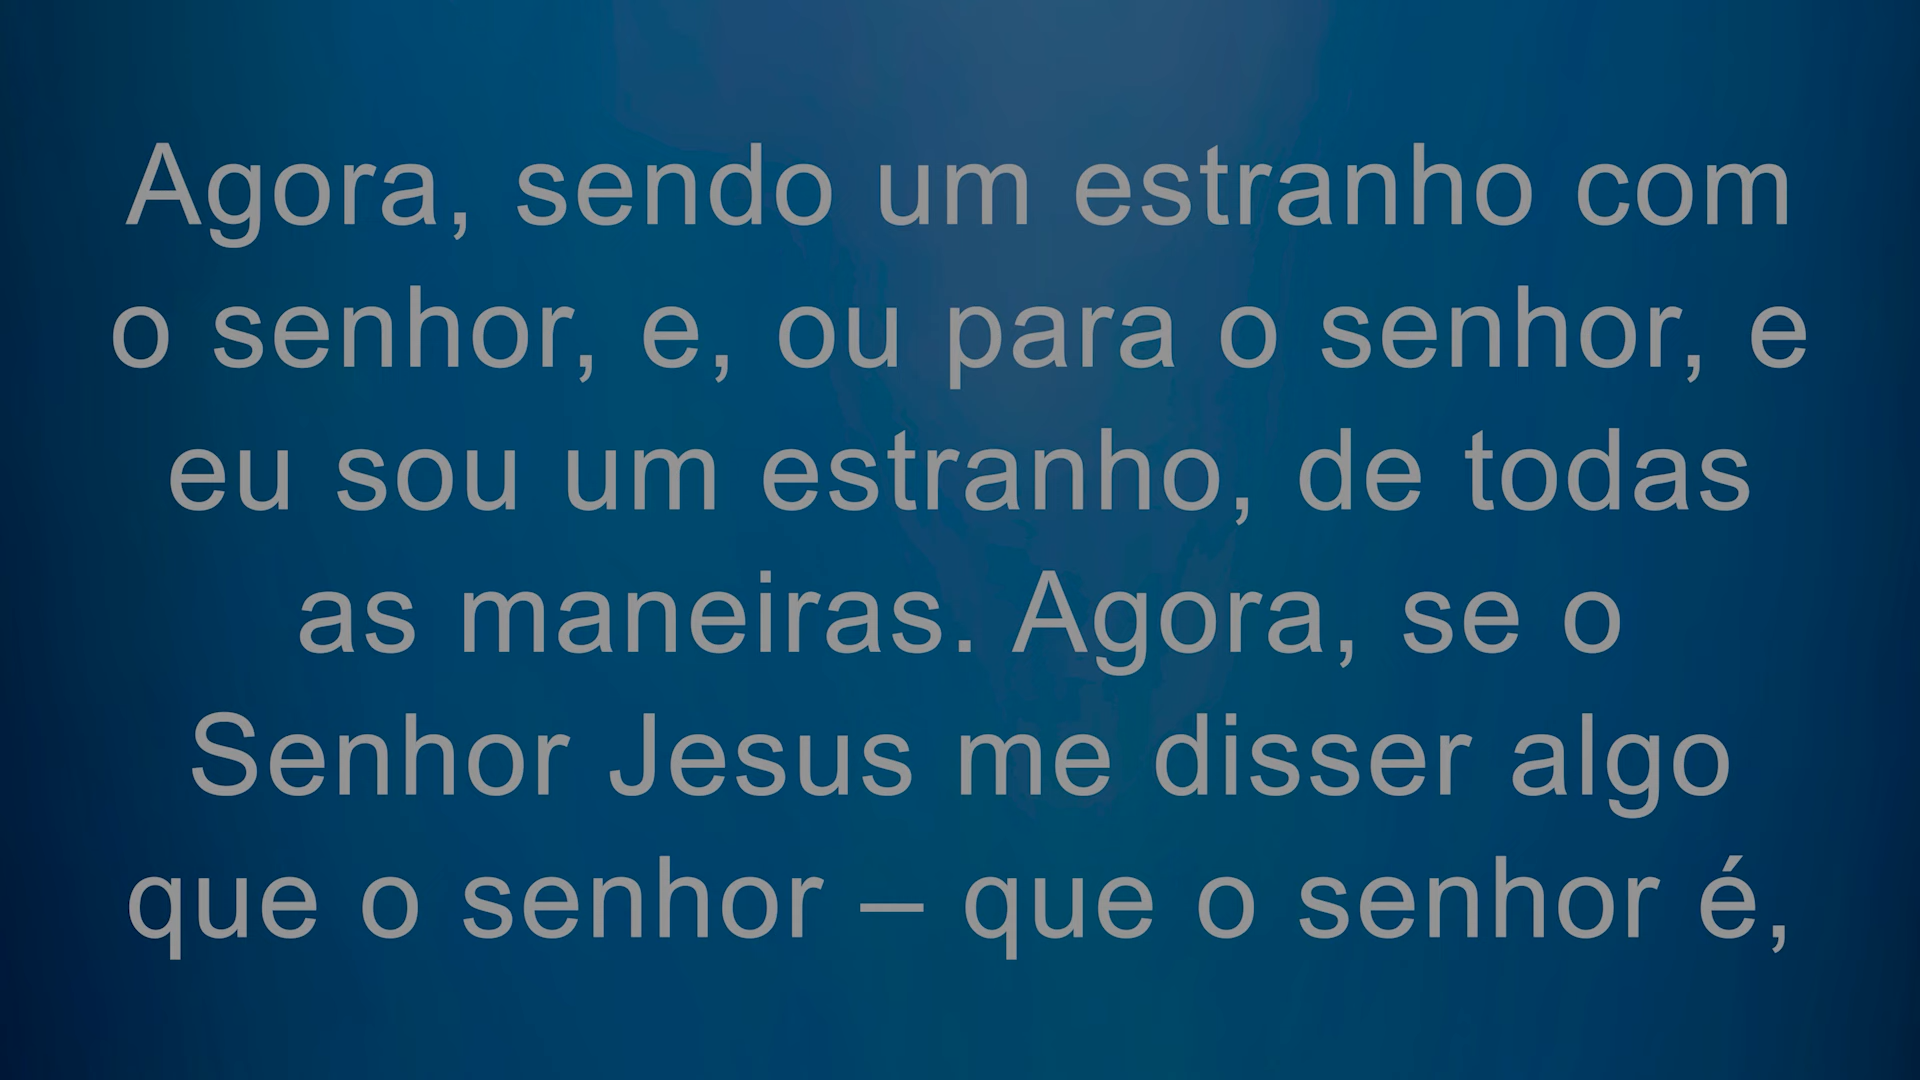 Agora, sendo um estranho com
o senhor, e, ou para o senhor, e
eu sou um estranho, de todas
as maneiras. Agora, se o
Senhor Jesus me disser algo
que o senhor – que o senhor é,